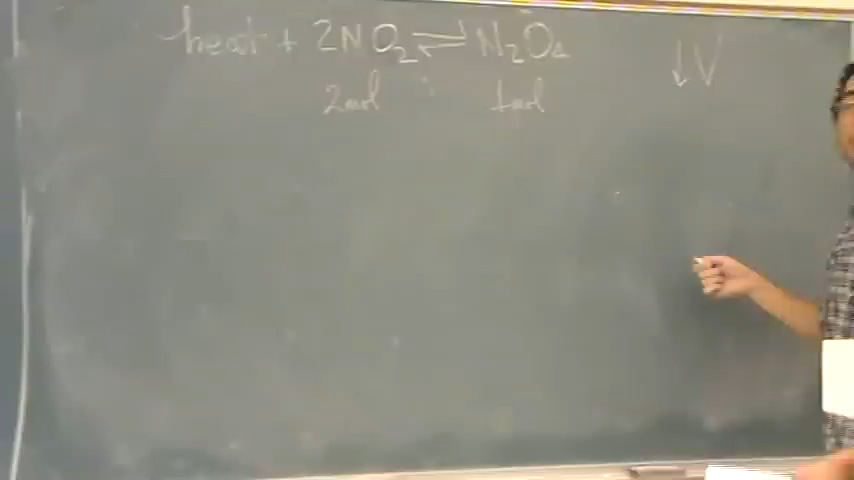 heat + 2NO₂ ⇌ N₂O₄ ↓V
2mol 1mol